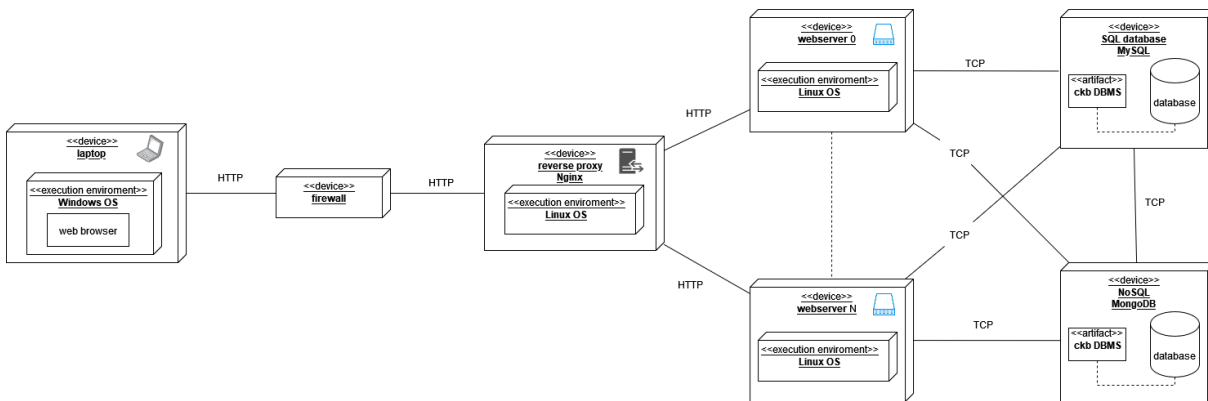 <<device>>
laptop
<<execution enviroment>>
Windows OS
web browser
HTTP
<<device>>
firewall
HTTP
<<device>>
reverse proxy
Nginx
<<execution enviroment>>
Linux OS
HTTP
HTTP
<<device>>
webserver 0
<<execution enviroment>>
Linux OS
<<device>>
webserver N
<<execution enviroment>>
Linux OS
TCP
TCP
TCP
TCP
TCP
<<device>>
SQL database
MySQL
<<artifact>>
ckb DBMS
database
<<device>>
NoSQL
MongoDB
<<artifact>>
ckb DBMS
database